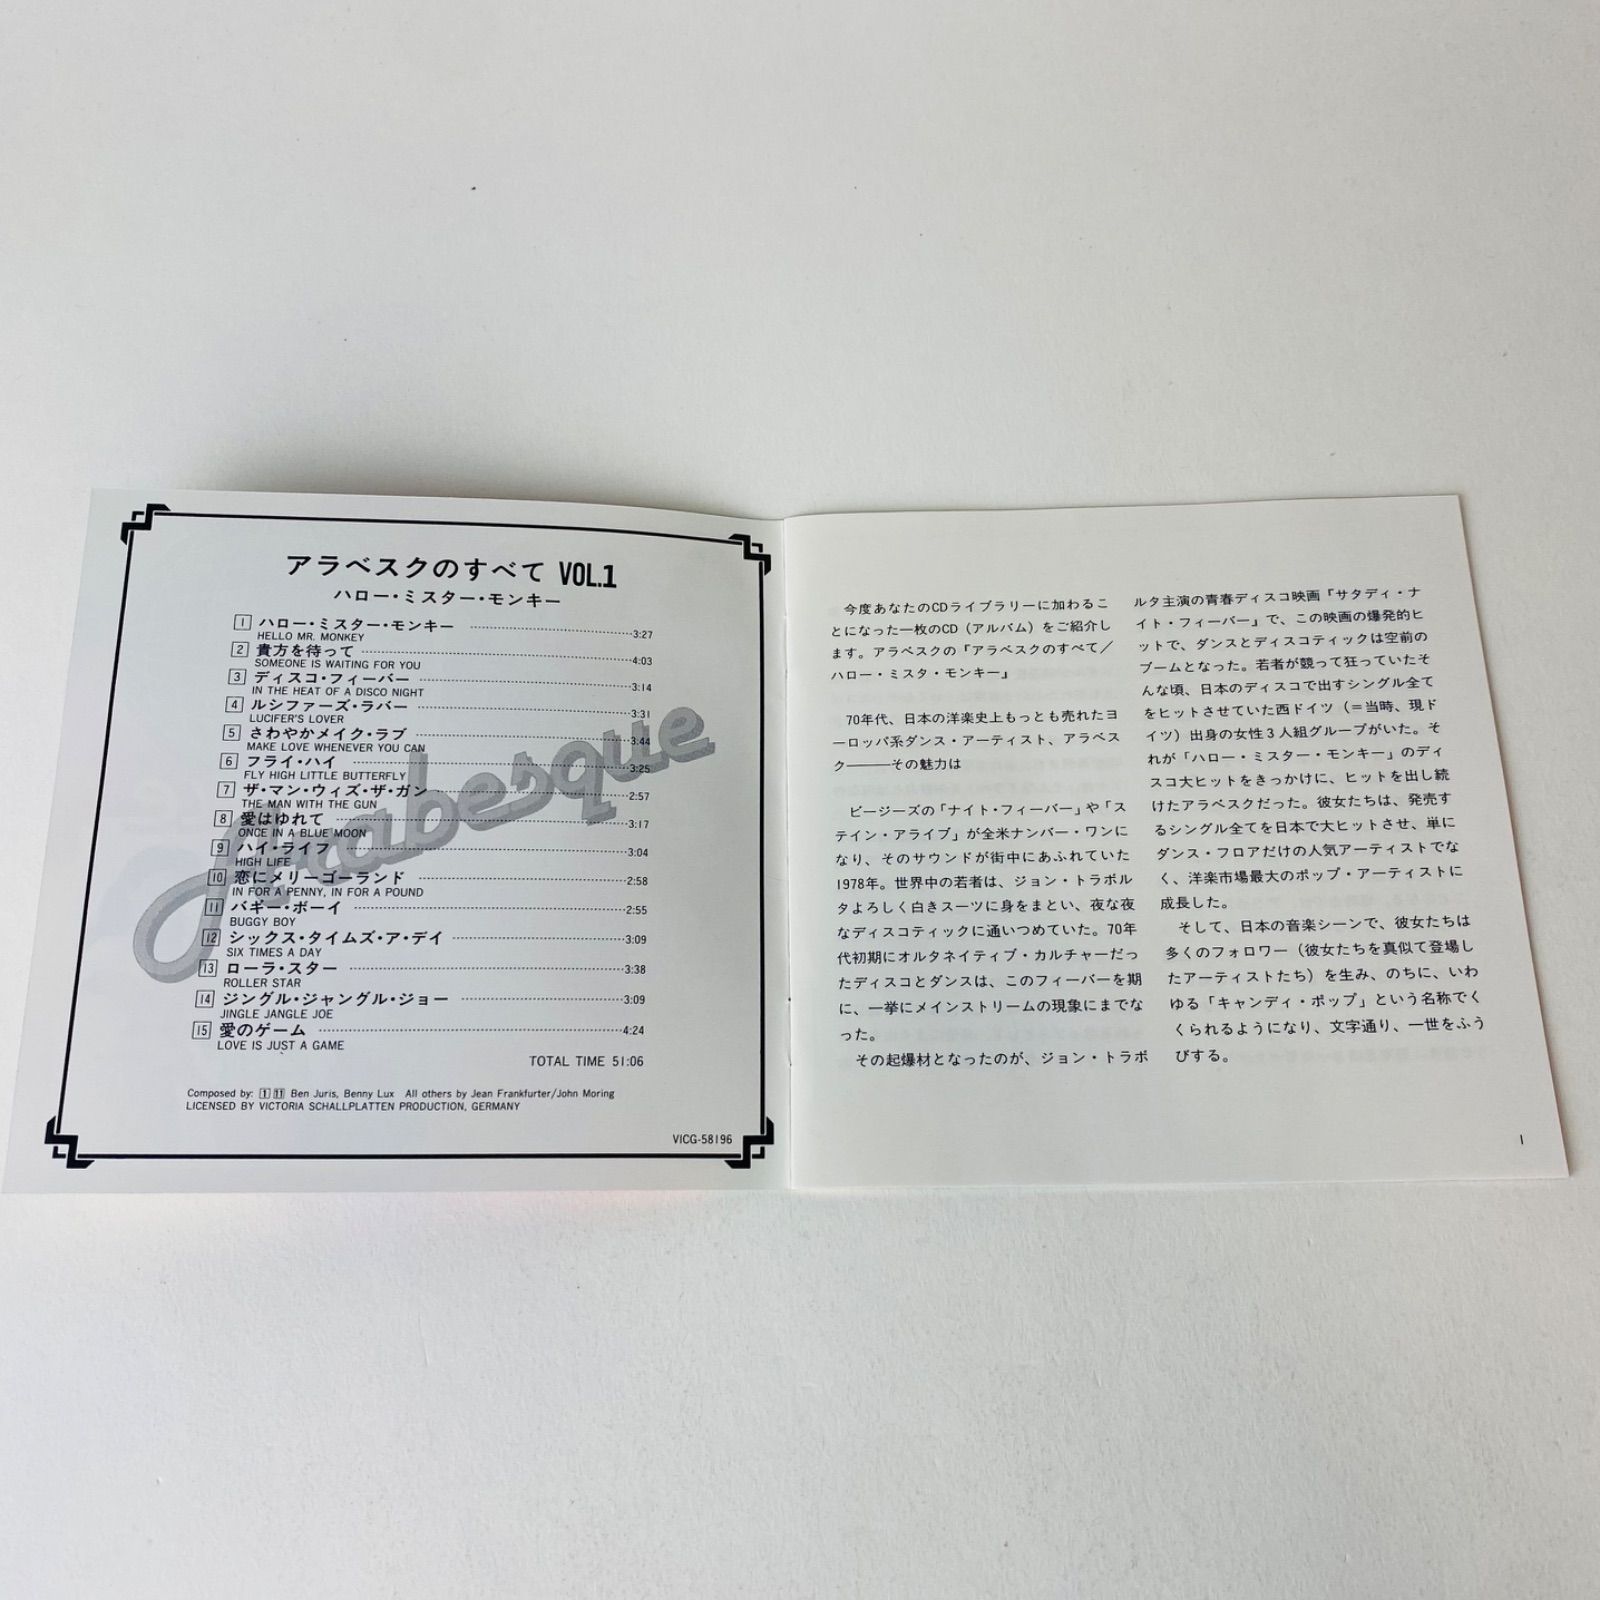 アラベスクのすべて VOL.1
ハロー・ミスター・モンキー
1 ハロー・ミスター・モンキー 3:27
HELLO MR. MONKEY
2 貴方を待って 4:03
SOMEONE IS WAITING FOR YOU
3 ディスコ・フィーバー 3:14
IN THE HEAT OF A DISCO NIGHT
4 ルシファーズ・ラバー 3:31
LUCIFER'S LOVER
5 さわやかメイク・ラブ 3:44
MAKE LOVE WHENEVER YOU CAN
6 フライ・ハイ 3:25
FLY HIGH LITTLE BUTTERFLY
7 ザ・マン・ウィズ・ザ・ガン 2:57
THE MAN WITH THE GUN
8 愛はゆれて 3:17
ONCE IN A BLUE MOON
9 ハイ・ライフ 3:04
HIGH LIFE
10 恋にメリーゴーランド 2:58
IN FOR A PENNY, IN FOR A POUND
11 バギー・ボーイ 2:55
BUGGY BOY
12 シックス・タイムズ・ア・デイ 3:09
SIX TIMES A DAY
13 ローラ・スター 3:38
ROLLER STAR
14 ジングル・ジャングル・ジョー 3:09
JINGLE JANGLE JOE
15 愛のゲーム 4:24
LOVE IS JUST A GAME
TOTAL TIME 51:06
Arabesque
Composed by: 1 11 Ben Juris, Benny Lux All others by Jean Frankfurter/John Moring
LICENSED BY VICTORIA SCHALLPLATTEN PRODUCTION, GERMANY
VICG-58196
今度あなたのCDライブラリーに加わるこ
とになった一枚のCD（アルバム）をご紹介し
ます。アラベスクの『アラベスクのすべて／
ハロー・ミスタ・モンキー』
70年代、日本の洋楽史上もっとも売れたヨ
ーロッパ系ダンス・アーティスト、アラベス
ク———その魅力は
ビージーズの「ナイト・フィーバー」や「ス
テイン・アライブ」が全米ナンバー・ワンに
なり、そのサウンドが街中にあふれていた
1978年。世界中の若者は、ジョン・トラボル
タよろしく白きスーツに身をまとい、夜な夜
なディスコティックに通いつめていた。70年
代初期にオルタネイティブ・カルチャーだっ
たディスコとダンスは、このフィーバーを期
に、一挙にメインストリームの現象にまでな
った。
その起爆材となったのが、ジョン・トラボ
ルタ主演の青春ディスコ映画『サタディ・ナ
イト・フィーバー』で、この映画の爆発的ヒ
ットで、ダンスとディスコティックは空前の
ブームとなった。若者が競って狂っていたそ
んな頃、日本のディスコで出すシングル全て
をヒットさせていた西ドイツ（＝当時、現ド
イツ）出身の女性３人組グループがいた。そ
れが「ハロー・ミスター・モンキー」のディ
スコ大ヒットをきっかけに、ヒットを出し続
けたアラベスクだった。彼女たちは、発売す
るシングル全てを日本で大ヒットさせ、単に
ダンス・フロアだけの人気アーティストでな
く、洋楽市場最大のポップ・アーティストに
成長した。
そして、日本の音楽シーンで、彼女たちは
多くのフォロワー（彼女たちを真似て登場し
たアーティストたち）を生み、のちに、いわ
ゆる「キャンディ・ポップ」という名称でく
くられるようになり、文字通り、一世をふう
びする。
1